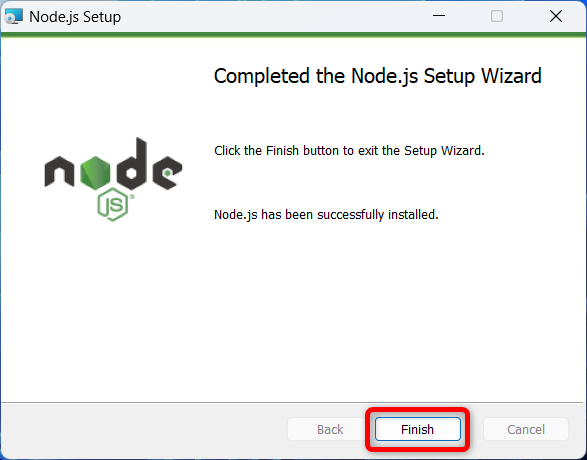 Node.js Setup
Completed the Node.js Setup Wizard
Click the Finish button to exit the Setup Wizard.
node
JS
®
Node.js has been successfully installed.
Back
Finish
Cancel